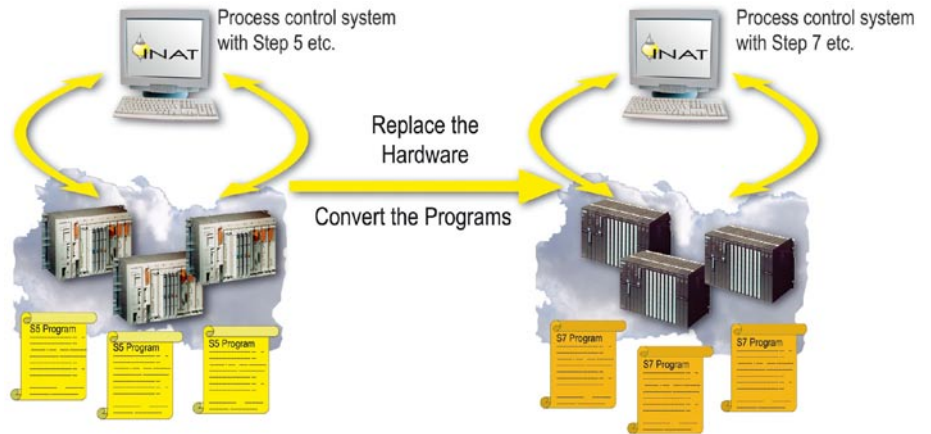 Process control system
with Step 5 etc.
INAT
Process control system
with Step 7 etc.
INAT
Replace the
Hardware
Convert the Programs
S5 Program
S5 Program
S5 Program
S7 Program
S7 Program
S7 Program